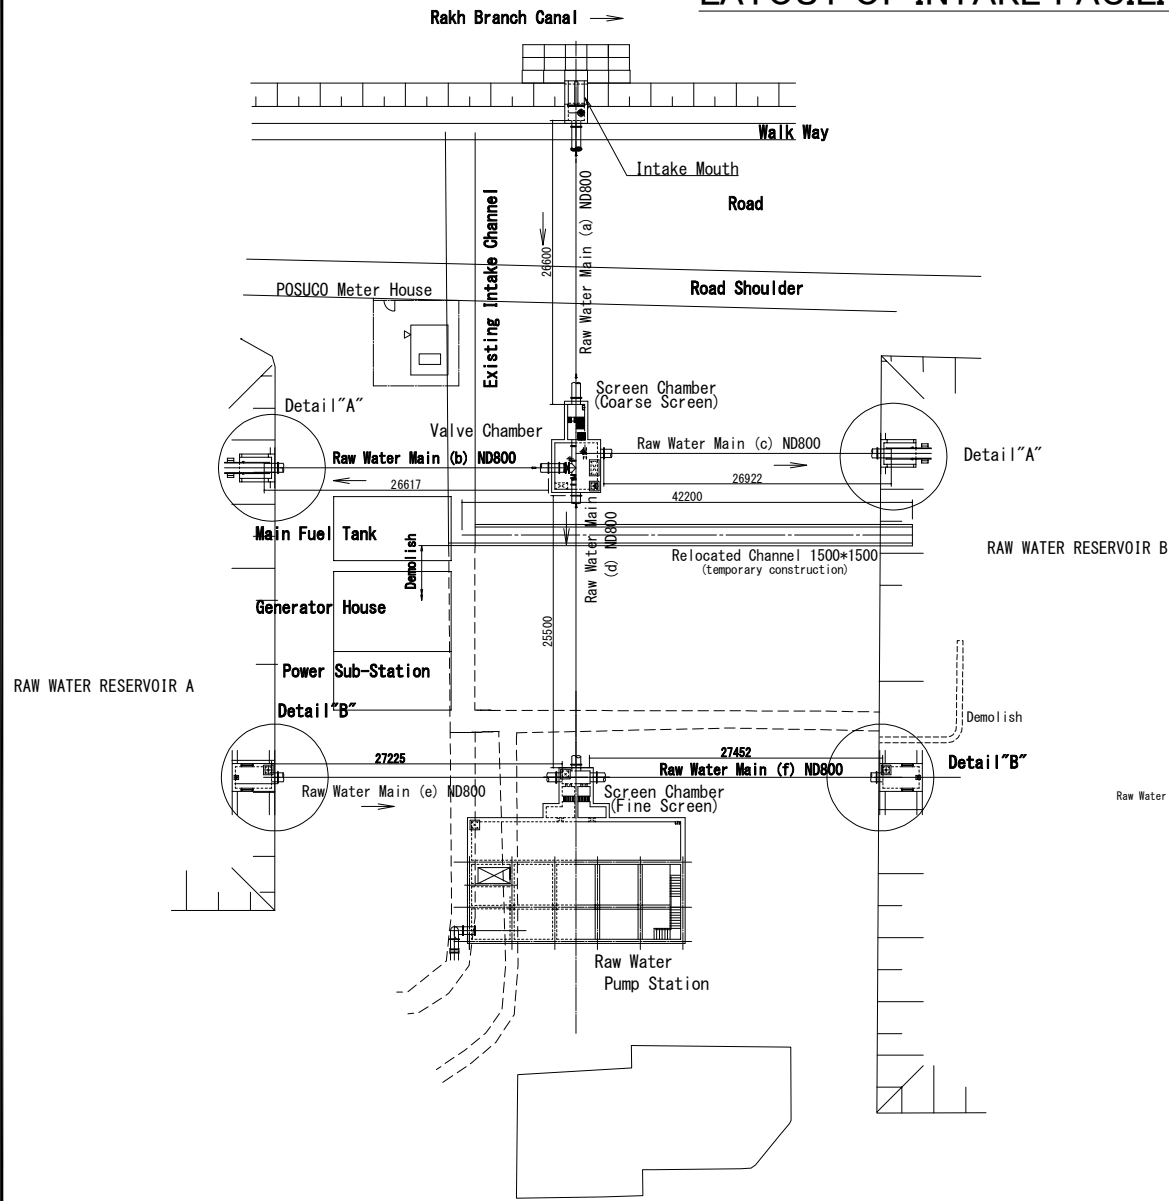 LAYOUT OF INTAKE
Rakh Branch Canal
Walk Way
Intake Mouth
Road
Raw Water Main (a) ND800
26600
Existing Intake Channel
Road Shoulder
POSUCO Meter House
Screen Chamber
(Coarse Screen)
Detail"A"
Valve Chamber
Raw Water Main (b) ND800
Raw Water Main (c) ND800
Detail"A"
26617
26922
42200
Main Fuel Tank
Demolish
Raw Water Main
(d) ND800
Relocated Channel 1500*1500
(temporary construction)
RAW WATER RESERVOIR B
Generator House
25500
Power Sub-Station
RAW WATER RESERVOIR A
Detail"B"
Demolish
27225
27452
Detail"B"
Raw Water Main (f) ND800
Raw Water Main (e) ND800
Screen Chamber
(Fine Screen)
Raw Water
Raw Water
Pump Station